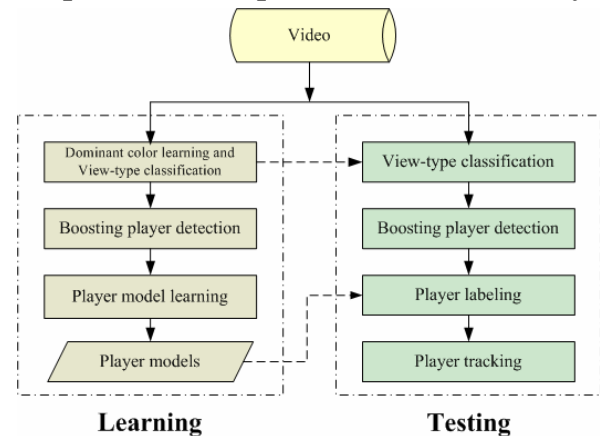 Video
Dominant color learning and
View-type classification
Boosting player detection
Player model learning
Player models
Learning
View-type classification
Boosting player detection
Player labeling
Player tracking
Testing